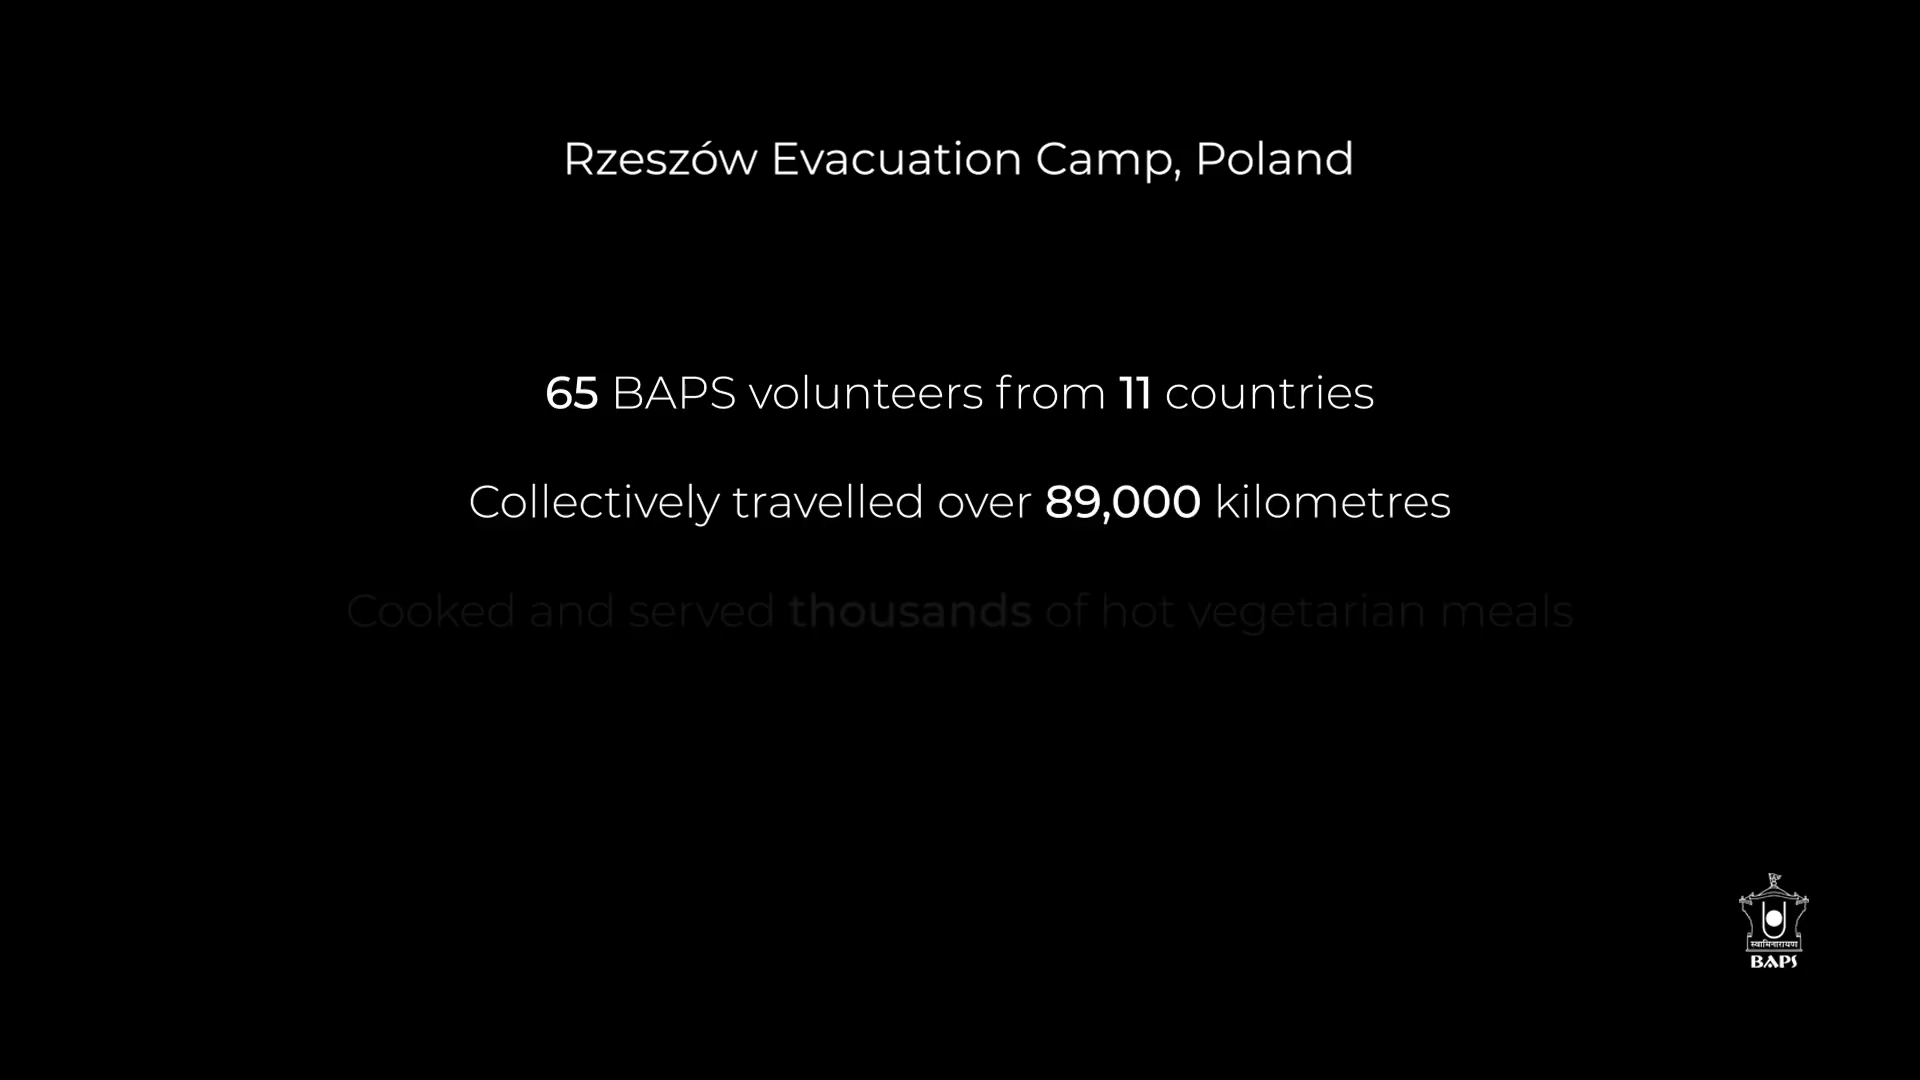 Rzeszów Evacuation Camp, Poland
65 BAPS volunteers from 11 countries
Collectively travelled over 89,000 kilometres
Cooked and served thousands of hot vegetarian meals
स्वामिनारायण
BAPS